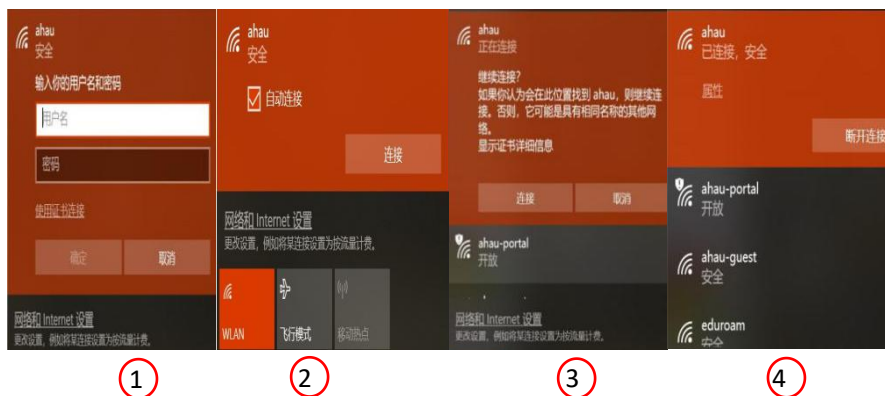 ahau
安全
输入你的用户名和密码
用户名
密码
使用证书连接
确定 取消
网络和 Internet 设置
更改设置，例如将某连接设置为按流量计费。
1
ahau
安全
自动连接
连接
网络和 Internet 设置
更改设置，例如将某连接设置为按流量计费。
WLAN 飞行模式 移动热点
2
ahau
正在连接
继续连接?
如果你认为会在此位置找到 ahau，则继续连
接。否则，它可能是具有相同名称的其他网
络。
显示证书详细信息
连接 取消
ahau-portal
开放
网络和 Internet 设置
更改设置，例如将某连接设置为按流量计费。
3
ahau
已连接，安全
属性
断开连接
ahau-portal
开放
ahau-guest
安全
eduroam
安全
4